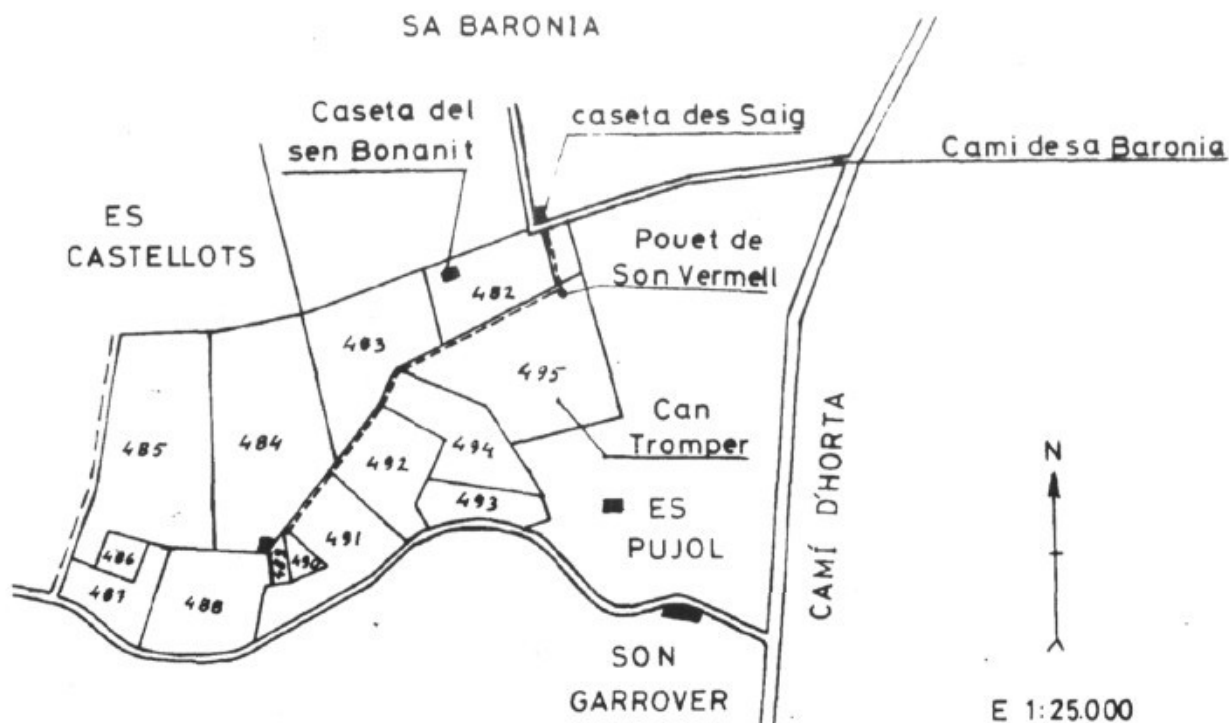 SA BARONIA
Caseta del
sen Bonanit
caseta des Saig
Cami de sa Baronia
ES
CASTELLOTS
Pouet de
Son Vermell
482
483
495
Can
Tromper
485
484
492
494
493
ES
PUJOL
CAMÍ D'HORTA
N
486
487
488
489
490
491
SON
GARROVER
E 1:25.000